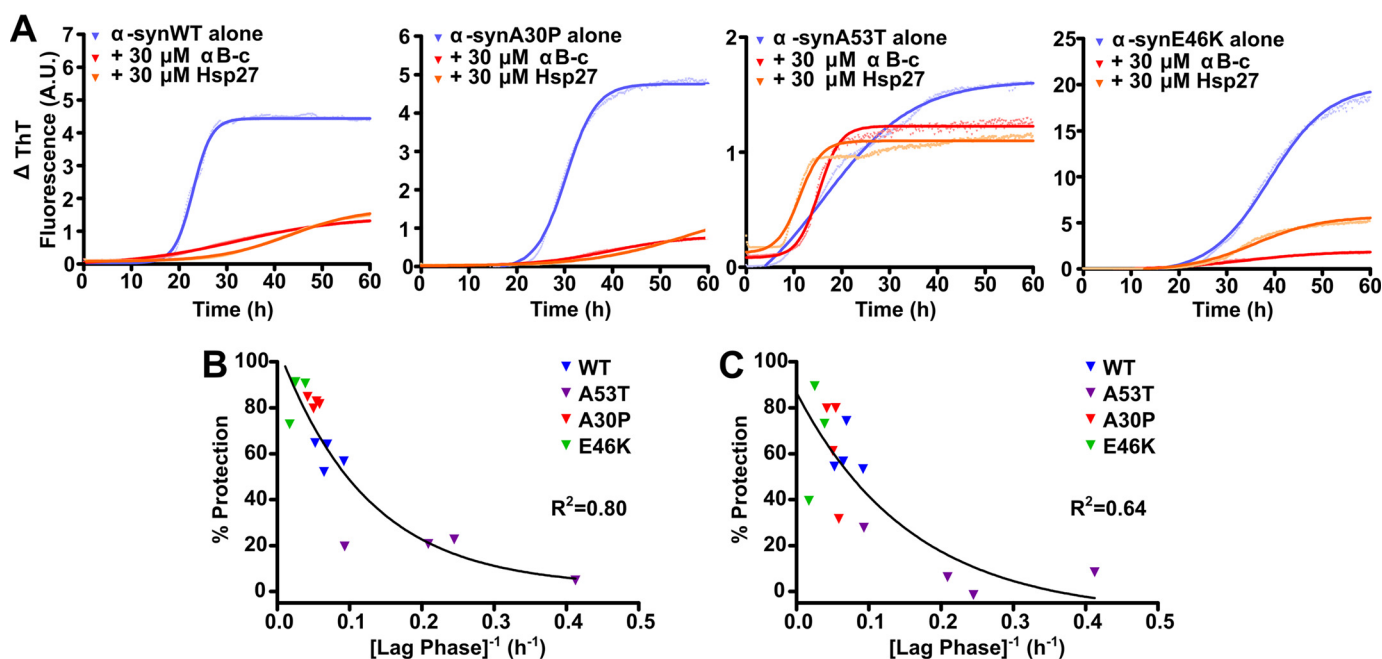 A
α-synWT alone
+ 30 µM αB-c
+ 30 µM Hsp27
Δ ThT
Fluorescence (A.U.)
7
6
5
4
3
2
1
0
0 10 20 30 40 50 60
Time (h)
α-synA30P alone
+ 30 µM αB-c
+ 30 µM Hsp27
6
5
4
3
2
1
0
0 10 20 30 40 50 60
Time (h)
α-synA53T alone
+ 30 µM αB-c
+ 30 µM Hsp27
2
1
0
0 10 20 30 40 50 60
Time (h)
α-synE46K alone
+ 30 µM αB-c
+ 30 µM Hsp27
25
20
15
10
5
0
0 10 20 30 40 50 60
Time (h)
B
% Protection
100
80
60
40
20
0
WT
A53T
A30P
E46K
R²=0.80
0.0 0.1 0.2 0.3 0.4 0.5
[Lag Phase]⁻¹ (h⁻¹)
C
% Protection
100
80
60
40
20
0
WT
A53T
A30P
E46K
R²=0.64
0.0 0.1 0.2 0.3 0.4 0.5
[Lag Phase]⁻¹ (h⁻¹)